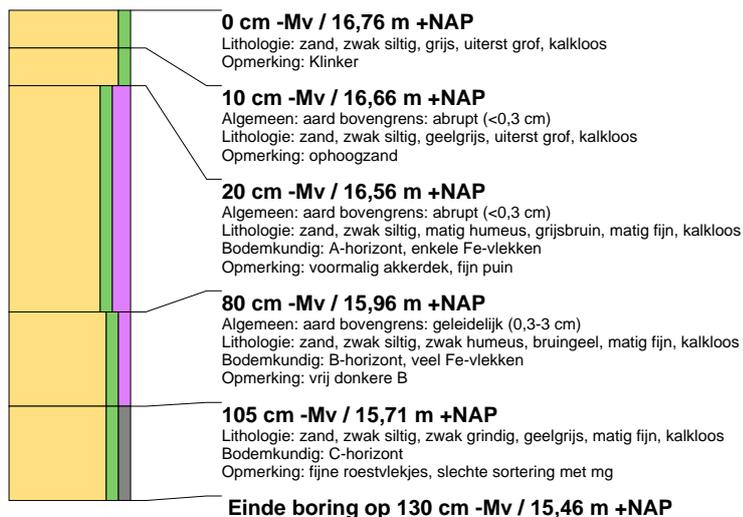 0 cm -Mv / 16,76 m +NAP
Lithologie: zand, zwak siltig, grijs, uiterst grof, kalkloos
Opmerking: Klinker
10 cm -Mv / 16,66 m +NAP
Algemeen: aard bovengrens: abrupt (<0,3 cm)
Lithologie: zand, zwak siltig, geelgrijs, uiterst grof, kalkloos
Opmerking: ophoogzand
20 cm -Mv / 16,56 m +NAP
Algemeen: aard bovengrens: abrupt (<0,3 cm)
Lithologie: zand, zwak siltig, matig humeus, grijsbruin, matig fijn, kalkloos
Bodemkundig: A-horizont, enkele Fe-vlekken
Opmerking: voormalig akkerdek, fijn puin
80 cm -Mv / 15,96 m +NAP
Algemeen: aard bovengrens: geleidelijk (0,3-3 cm)
Lithologie: zand, zwak siltig, zwak humeus, bruingeel, matig fijn, kalkloos
Bodemkundig: B-horizont, veel Fe-vlekken
Opmerking: vrij donkere B
105 cm -Mv / 15,71 m +NAP
Lithologie: zand, zwak siltig, zwak grindig, geelgrijs, matig fijn, kalkloos
Bodemkundig: C-horizont
Opmerking: fijne roestvlekjes, slechte sortering met mg
Einde boring op 130 cm -Mv / 15,46 m +NAP